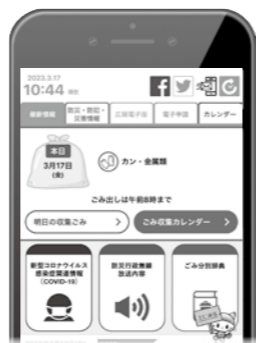 2023.3.17
10:44 現在
最新情報
防災・防犯・
災害情報
広報電子版
電子申請
カレンダー
本日
3月17日
(金)
カン・金属類
ごみ出しは午前8時まで
明日の収集ごみ
ごみ収集カレンダー
新型コロナウイルス
感染症関連情報
(COVID-19)
防災行政無線
放送内容
ごみ分別辞典